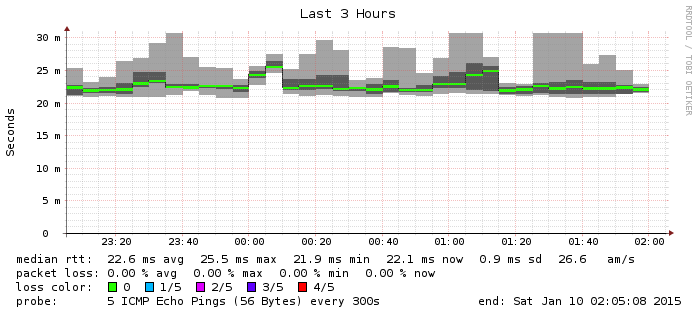 Last 3 Hours
RRDTOOL / TOBI OETIKER
Seconds
30 m
25 m
20 m
15 m
10 m
5 m
0
23:20 23:40 00:00 00:20 00:40 01:00 01:20 01:40 02:00
median rtt: 22.6 ms avg 25.5 ms max 21.9 ms min 22.1 ms now 0.9 ms sd 26.6 am/s
packet loss: 0.00 % avg 0.00 % max 0.00 % min 0.00 % now
loss color: 0 1/5 2/5 3/5 4/5
probe: 5 ICMP Echo Pings (56 Bytes) every 300s end: Sat Jan 10 02:05:08 2015